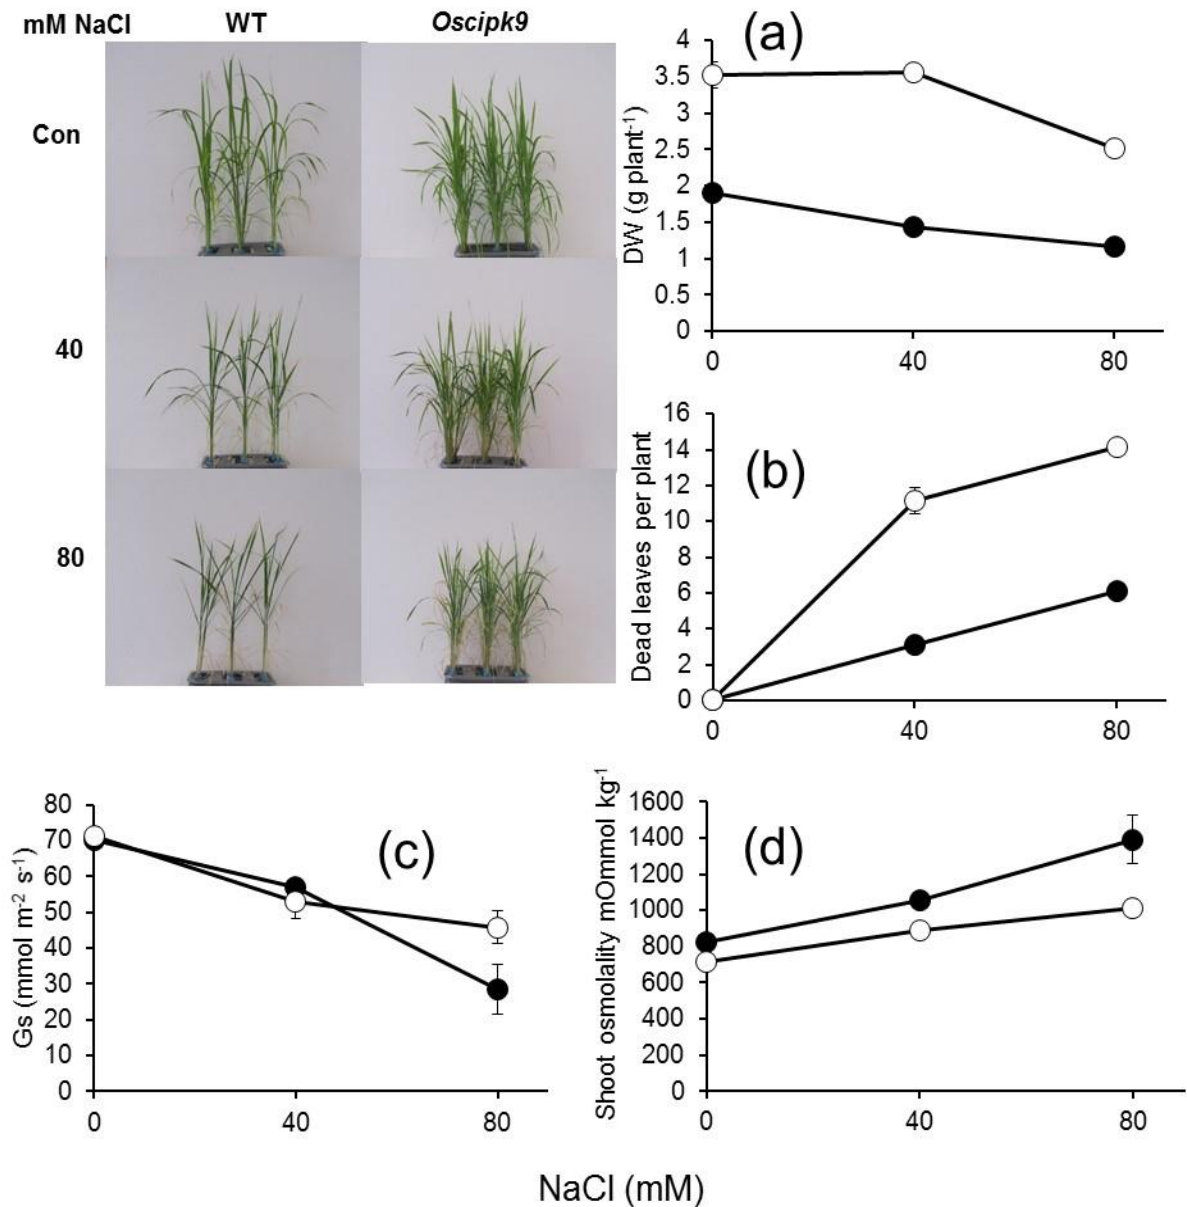 mM NaCl WT Oscipk9
Con
40
80
(a)
DW (g plant-1)
4
3.5
3
2.5
2
1.5
1
0.5
0
0 40 80
(b)
Dead leaves per plant
16
14
12
10
8
6
4
2
0
0 40 80
(c)
Gs (mmol m-2 s-1)
80
70
60
50
40
30
20
10
0
0 40 80
(d)
Shoot osmolality mOmmol kg-1
1600
1400
1200
1000
800
600
400
200
0
0 40 80
NaCl (mM)